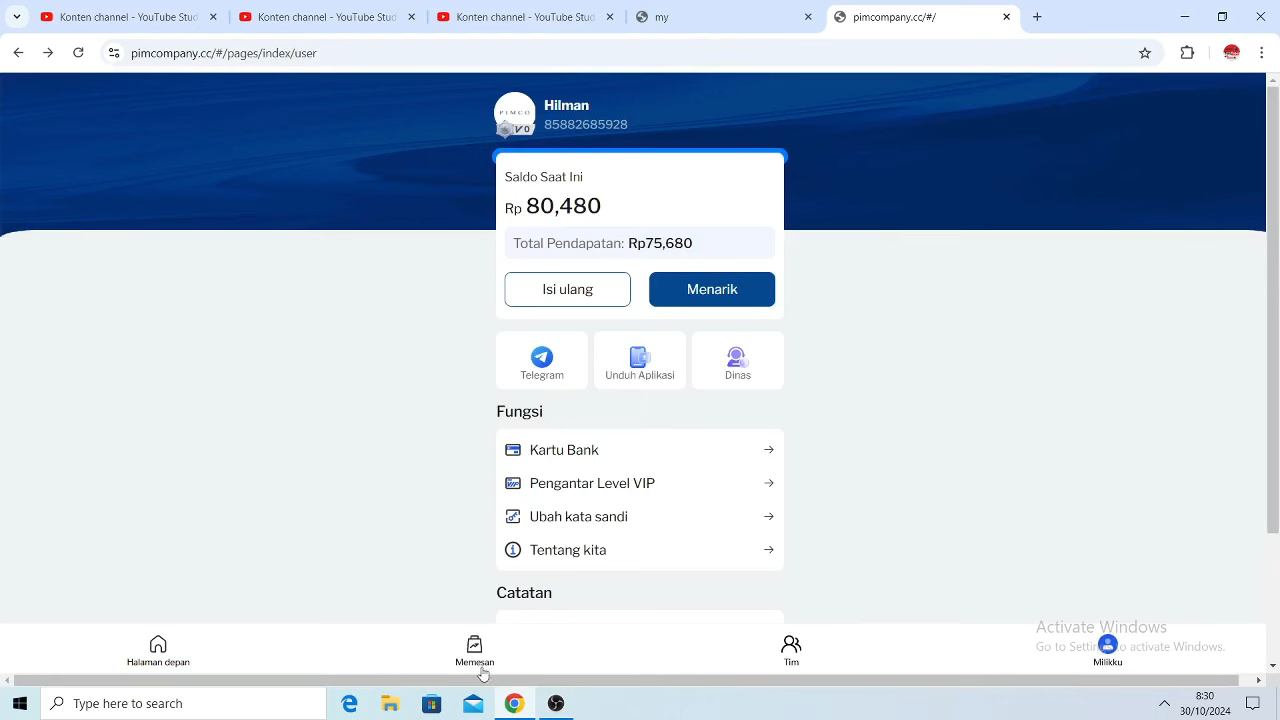 Konten channel - YouTube Stud
Konten channel - YouTube Stud
Konten channel - YouTube Stud
my
pimcompany.cc/#/
pimcompany.cc/#/pages/index/user
PIMCO
V0
Hilman
85882685928
Saldo Saat Ini
Rp 80,480
Total Pendapatan: Rp75,680
Isi ulang
Menarik
Telegram
Unduh Aplikasi
Dinas
Fungsi
Kartu Bank
Pengantar Level VIP
Ubah kata sandi
Tentang kita
Catatan
Activate Windows
Go to Settings to activate Windows.
Halaman depan
Memesan
Tim
Milikku
Type here to search
8:30
30/10/2024